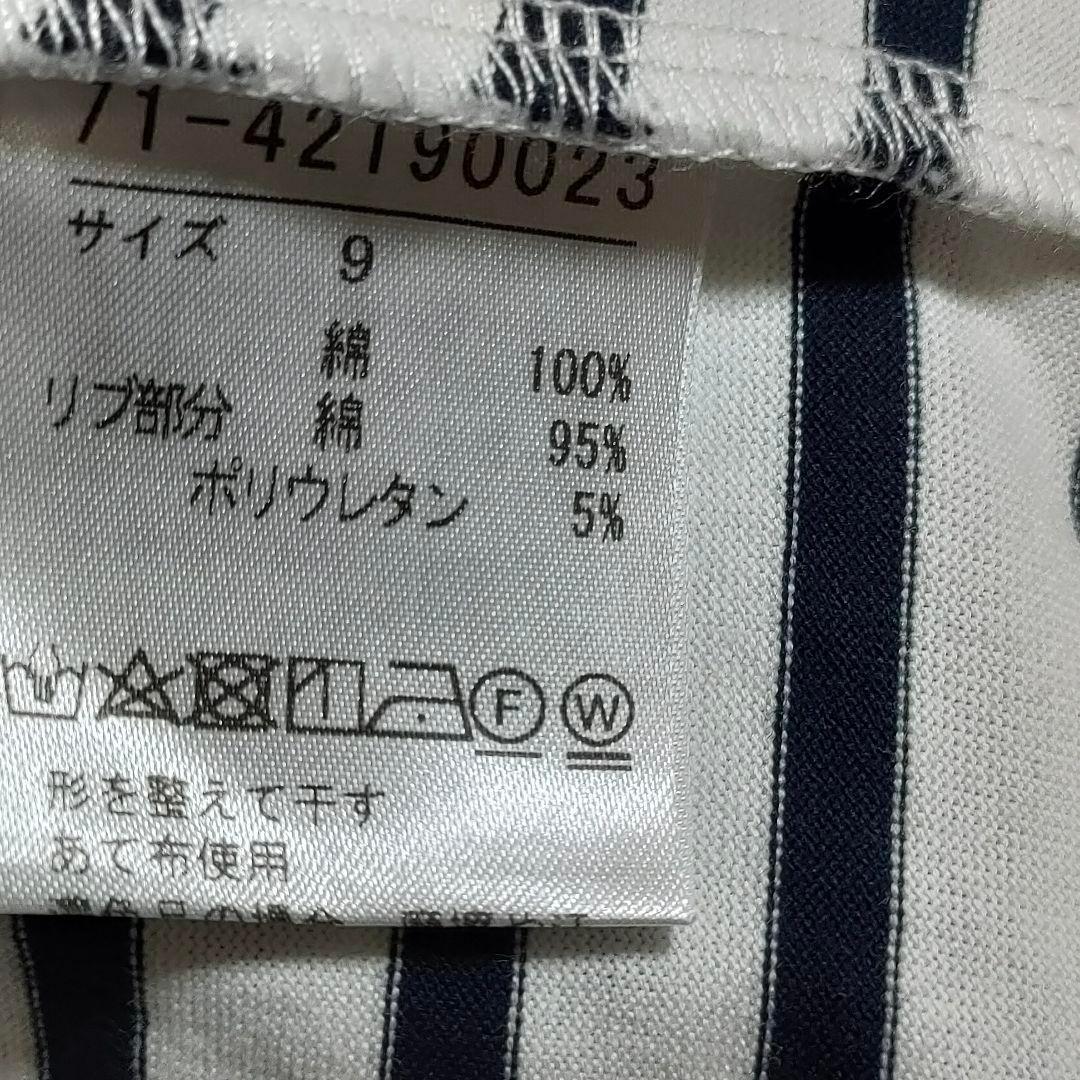 71-42190023
サイズ 9
綿 100%
リブ部分 綿 95%
ポリウレタン 5%
F W
形を整えて干す
あて布使用